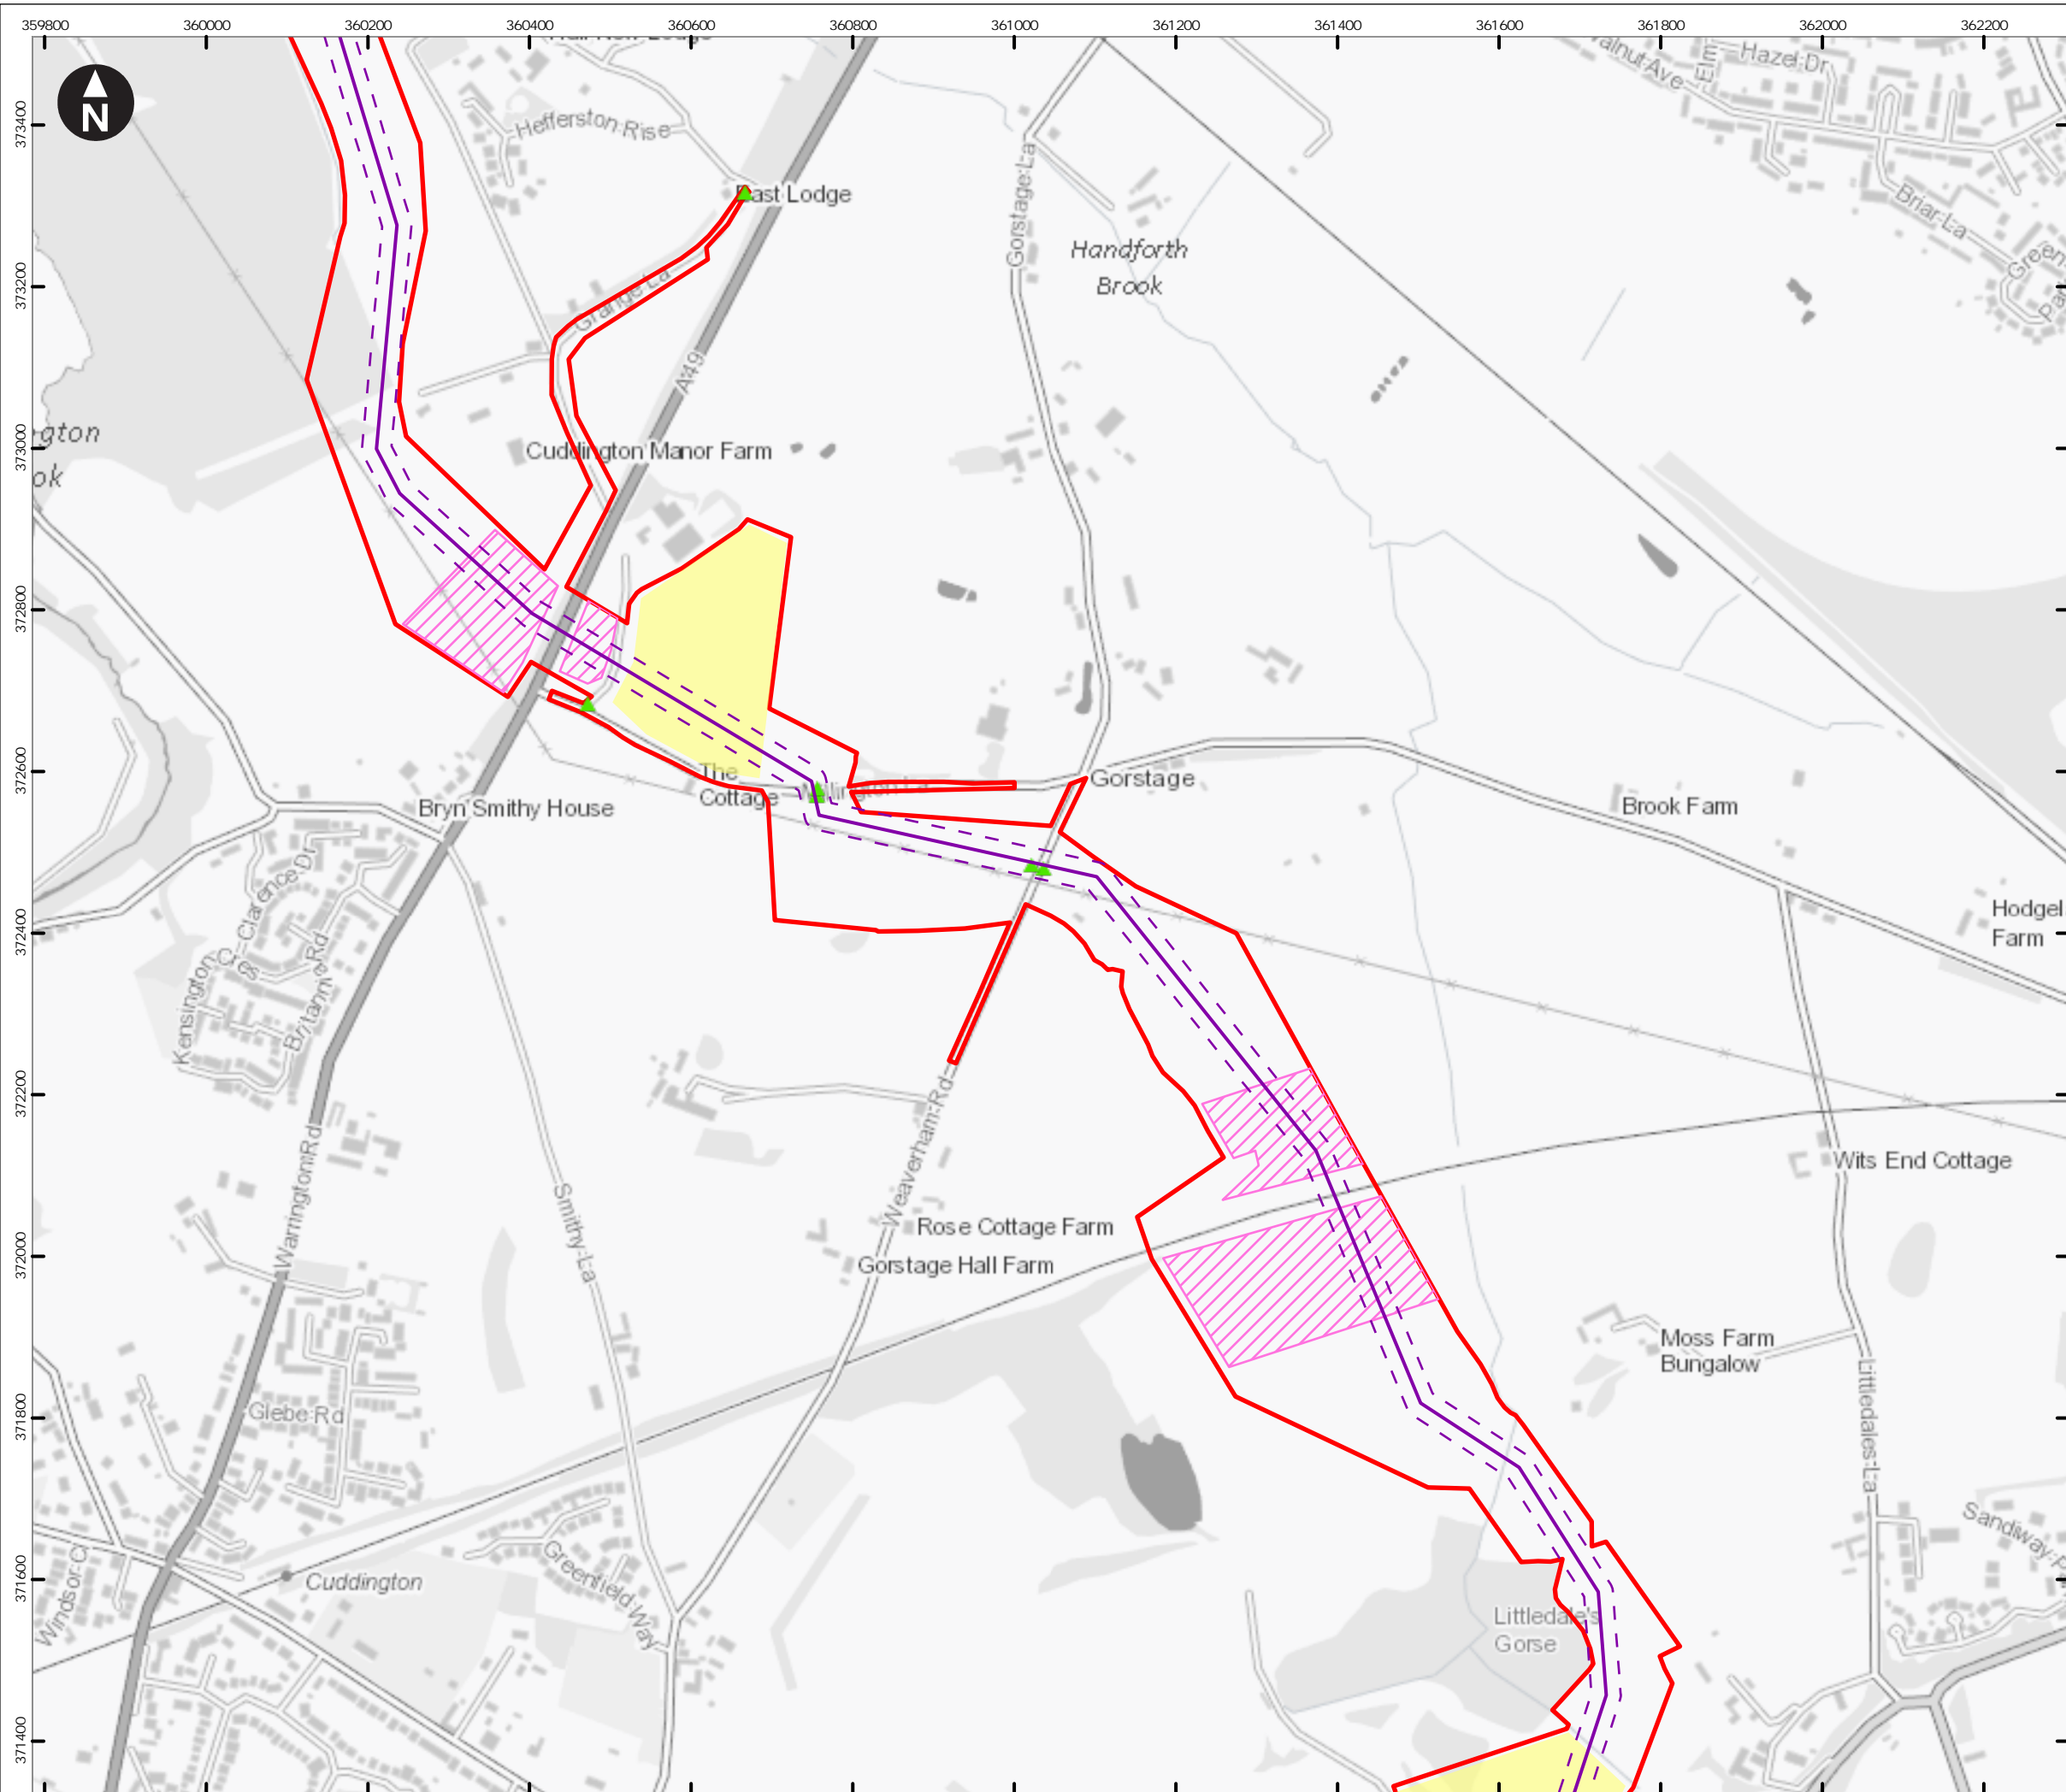 359800 360000 360200 360400 360600 360800 361000 361200 361400 361600 361800 362000 362200
N
373400
373200
373000
372800
372600
372400
372200
372000
371800
371600
371400
Walnut Ave
Elm
Hazel Dr
Hefferston Rise
East Lodge
Gorstage La
Briar La
Handforth
Brook
Grange La
A49
Cuddington Manor Farm
Gorstage
The
Cottage
Bryn Smithy House
Brook Farm
Clarence Dr
Hodgel
Farm
Kensington
Cres
Britannia Rd
Weaverham Rd
Wits End Cottage
Warrington Rd
Smithy La
Rose Cottage Farm
Gorstage Hall Farm
Moss Farm
Bungalow
Littledales La
Glebe Rd
Cuddington
Greenfield Way
Littledale's
Gorse